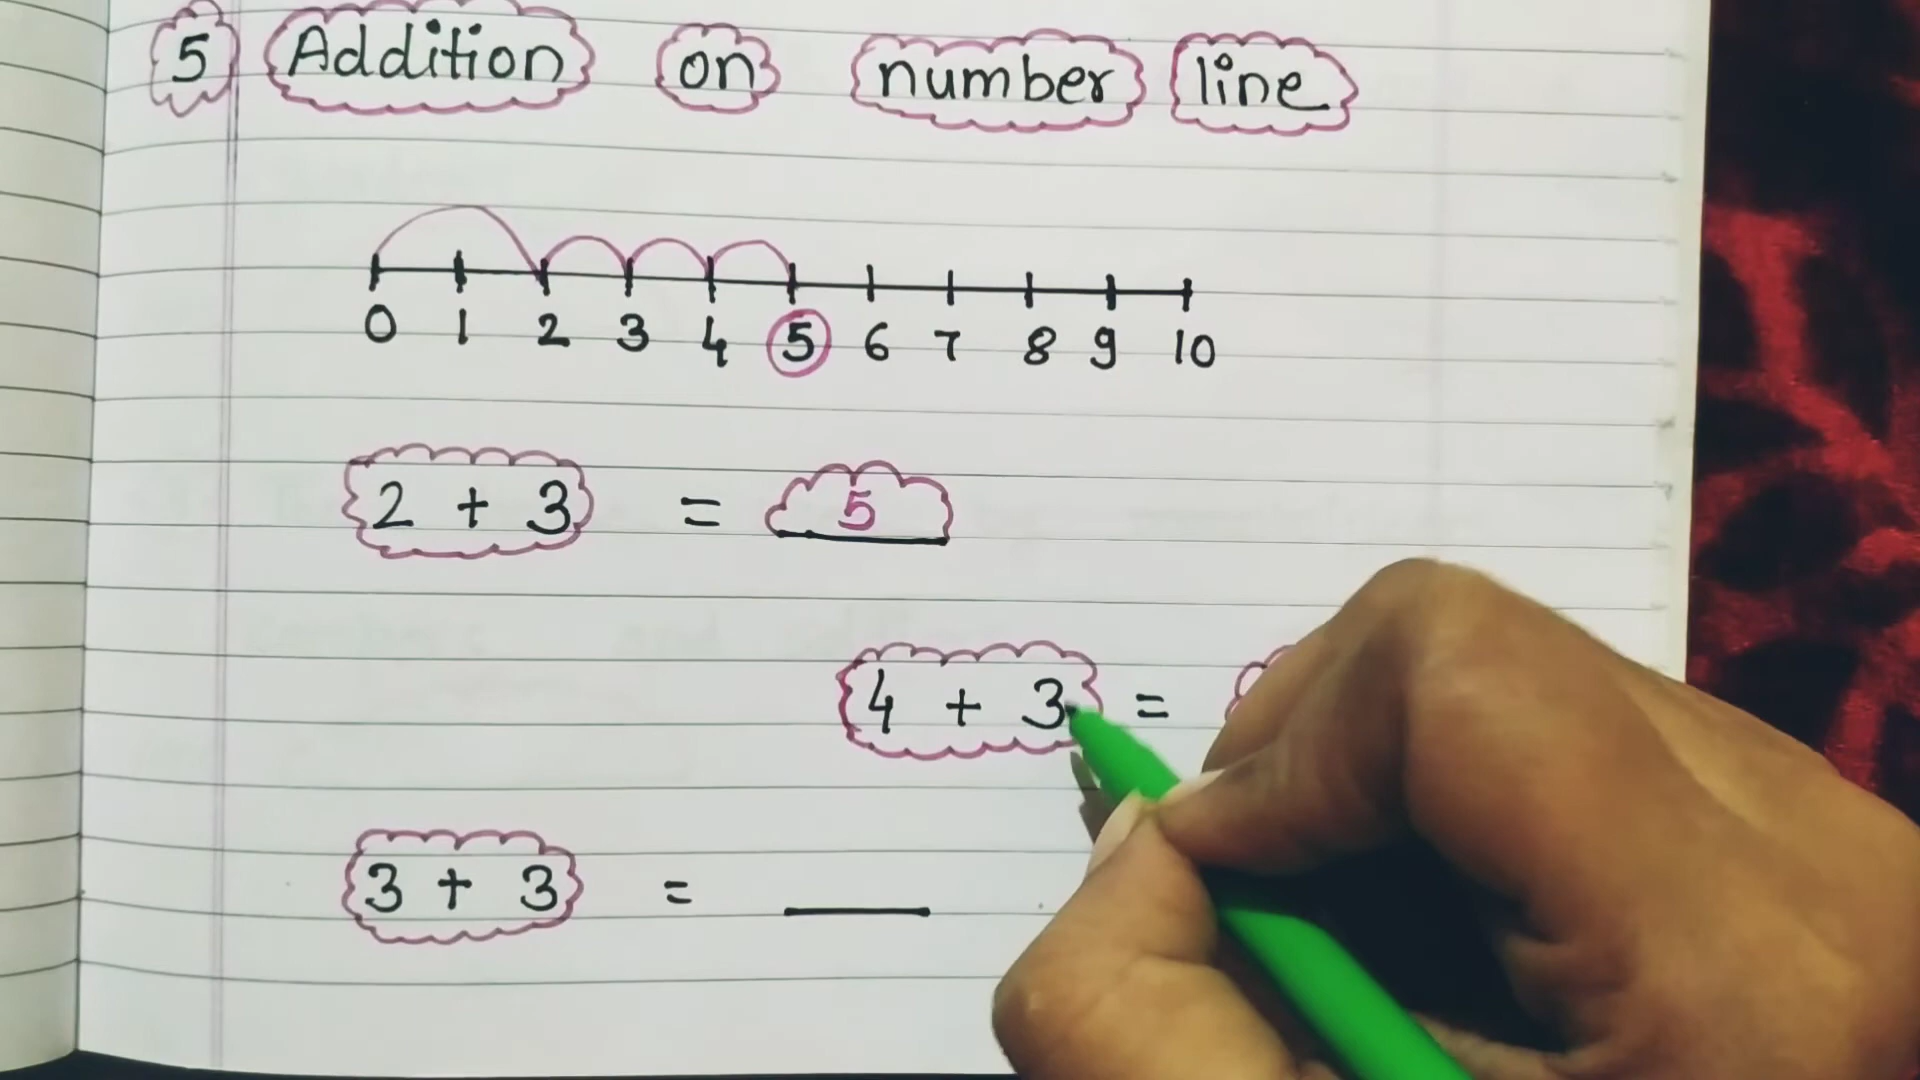 5 Addition on number line
0 1 2 3 4 5 6 7 8 9 10
2 + 3 = 5
4 + 3 =
3 + 3 = ___